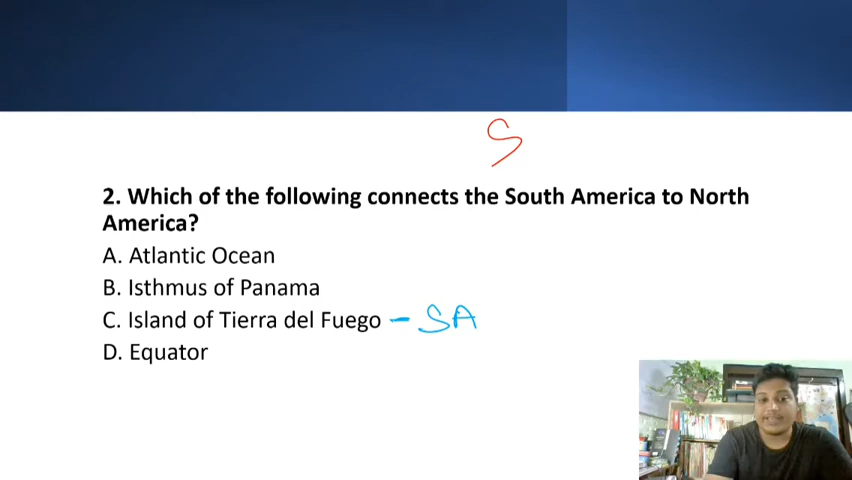 S
2. Which of the following connects the South America to North
America?
A. Atlantic Ocean
B. Isthmus of Panama
C. Island of Tierra del Fuego – SA
D. Equator